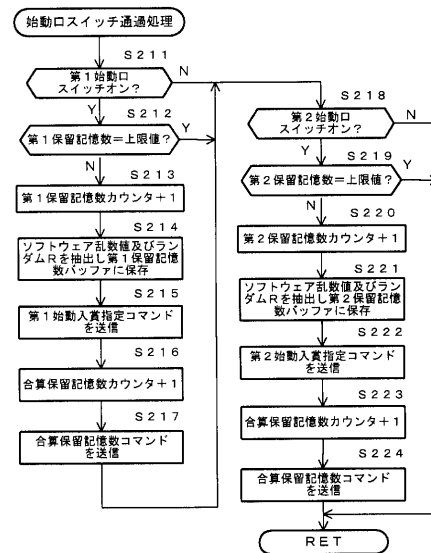 始動口スイッチ通過処理
S211
第1始動口
スイッチオン?
N
Y
S212
第1保留記憶数=上限値?
Y
N
S213
第1保留記憶数カウンタ+1
S214
ソフトウェア乱数値及びラン
ダムRを抽出し第1保留記憶
数バッファに保存
S215
第1始動入賞指定コマンド
を送信
S216
合算保留記憶数カウンタ+1
S217
合算保留記憶数コマンド
を送信
S218
第2始動口
スイッチオン?
N
Y
S219
第2保留記憶数=上限値?
Y
N
S220
第2保留記憶数カウンタ+1
S221
ソフトウェア乱数値及びラン
ダムRを抽出し第2保留記憶
数バッファに保存
S222
第2始動入賞指定コマンド
を送信
S223
合算保留記憶数カウンタ+1
S224
合算保留記憶数コマンド
を送信
RET